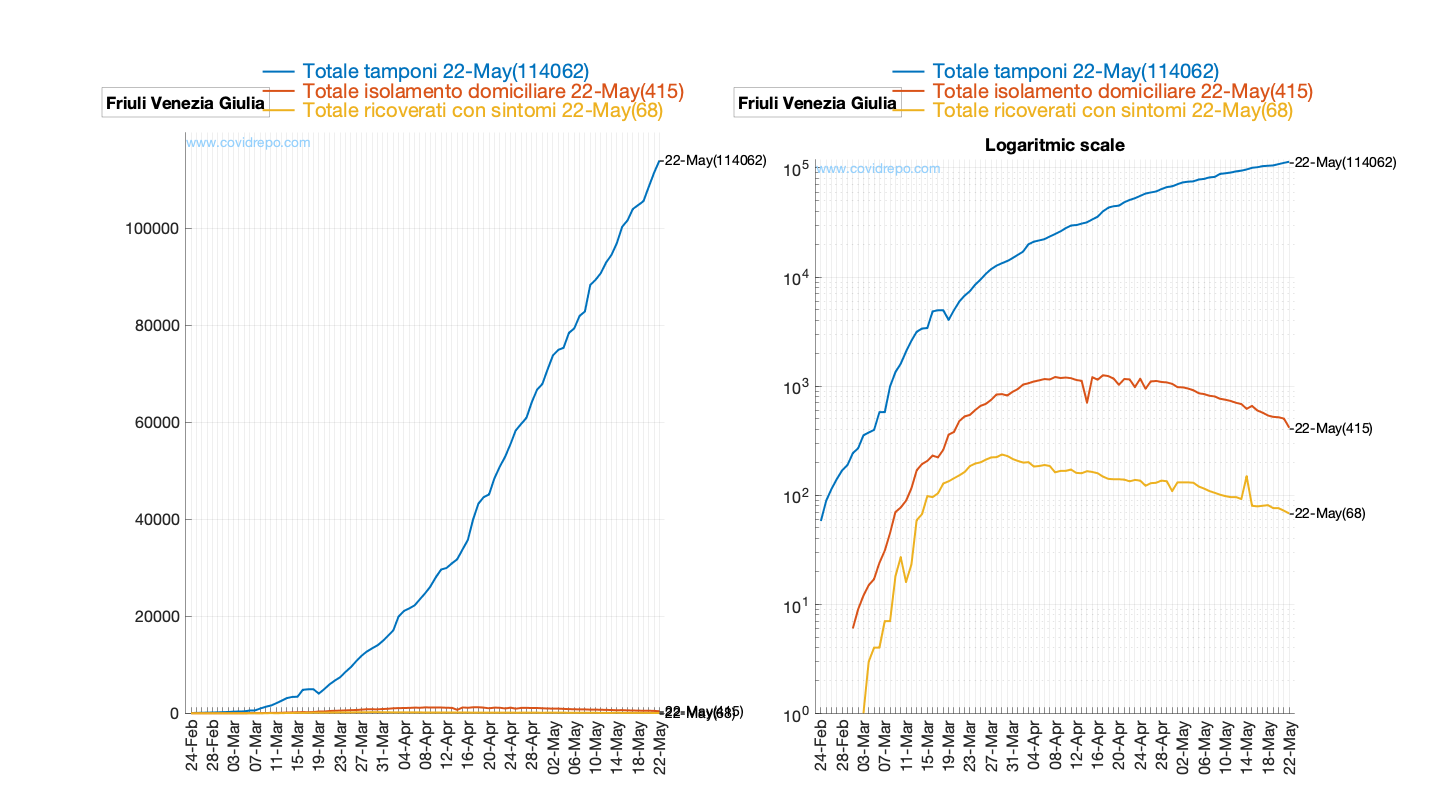 Totale tamponi 22-May(114062)
Totale isolamento domiciliare 22-May(415)
Totale ricoverati con sintomi 22-May(68)
Friuli Venezia Giulia
www.covidrepo.com
22-May(114062)
100000
80000
60000
40000
20000
0
22-May(415)
22-May(68)
24-Feb
28-Feb
03-Mar
07-Mar
11-Mar
15-Mar
19-Mar
23-Mar
27-Mar
31-Mar
04-Apr
08-Apr
12-Apr
16-Apr
20-Apr
24-Apr
28-Apr
02-May
06-May
10-May
14-May
18-May
22-May
Totale tamponi 22-May(114062)
Totale isolamento domiciliare 22-May(415)
Totale ricoverati con sintomi 22-May(68)
Friuli Venezia Giulia
Logaritmic scale
www.covidrepo.com
10⁵
10⁴
10³
10²
10¹
10⁰
22-May(114062)
22-May(415)
22-May(68)
24-Feb
28-Feb
03-Mar
07-Mar
11-Mar
15-Mar
19-Mar
23-Mar
27-Mar
31-Mar
04-Apr
08-Apr
12-Apr
16-Apr
20-Apr
24-Apr
28-Apr
02-May
06-May
10-May
14-May
18-May
22-May